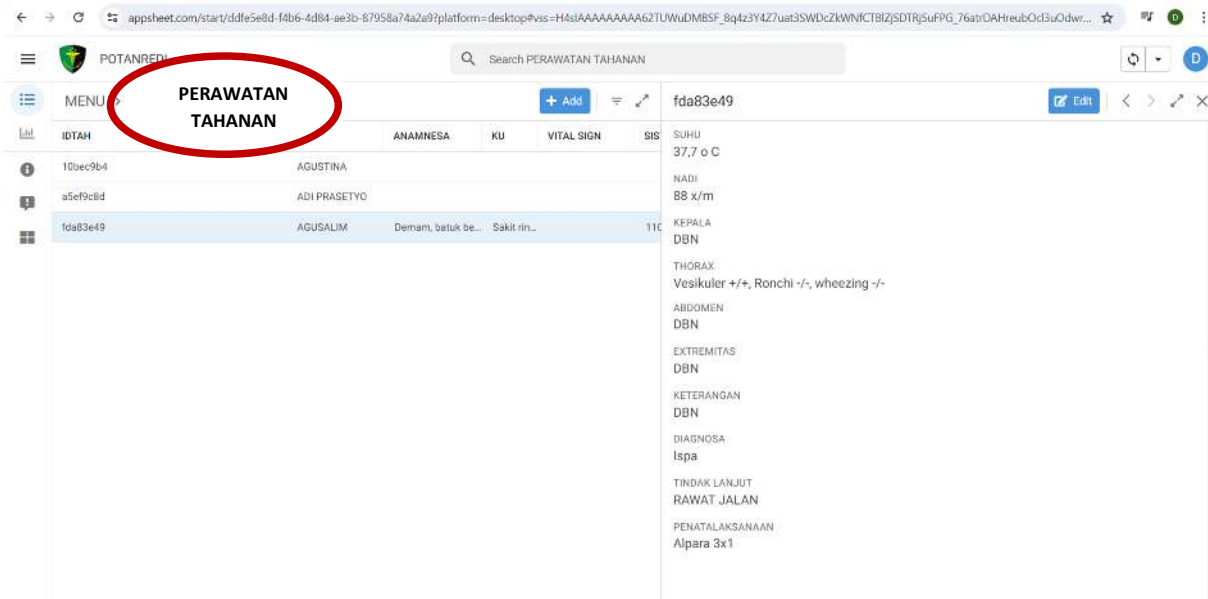 appsheet.com/start/ddfe5e8d-f4b6-4d84-ae3b-87958a74a2a9?platform=desktop#vss=
POTANREDI
Search PERAWATAN TAHANAN
D
MENU >
PERAWATAN
TAHANAN
+ Add
IDTAH ANAMNESA KU VITAL SIGN SIS
10bec9b4 AGUSTINA
a5ef9c8d ADI PRASETYO
fda83e49 AGUSALIM Demam, batuk be... Sakit rin... 110
fda83e49
Edit
SUHU
37,7 o C
NADI
88 x/m
KEPALA
DBN
THORAX
Vesikuler +/+, Ronchi -/-, wheezing -/-
ABDOMEN
DBN
EXTREMITAS
DBN
KETERANGAN
DBN
DIAGNOSA
Ispa
TINDAK LANJUT
RAWAT JALAN
PENATALAKSANAAN
Alpara 3x1